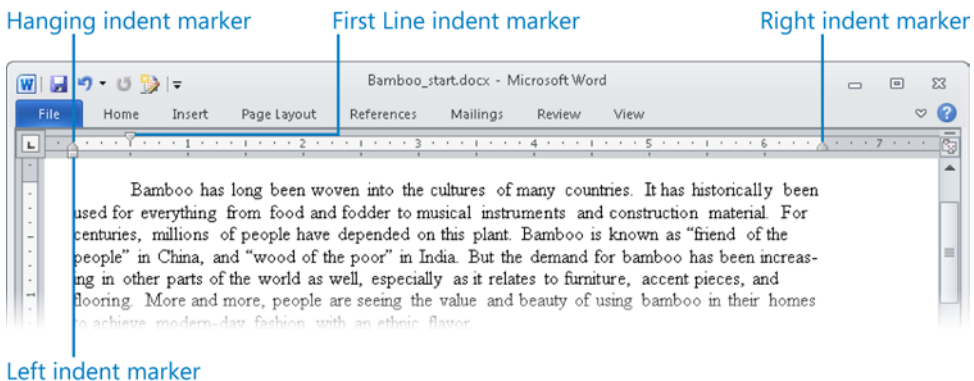 Hanging indent marker First Line indent marker Right indent marker
Bamboo_start.docx - Microsoft Word
File Home Insert Page Layout References Mailings Review View
1 2 3 4 5 6 7
Bamboo has long been woven into the cultures of many countries. It has historically been
used for everything from food and fodder to musical instruments and construction material. For
centuries, millions of people have depended on this plant. Bamboo is known as “friend of the
people” in China, and “wood of the poor” in India. But the demand for bamboo has been increas-
ing in other parts of the world as well, especially as it relates to furniture, accent pieces, and
flooring. More and more, people are seeing the value and beauty of using bamboo in their homes
to achieve modern-day fashion with an ethnic flavor.
Left indent marker